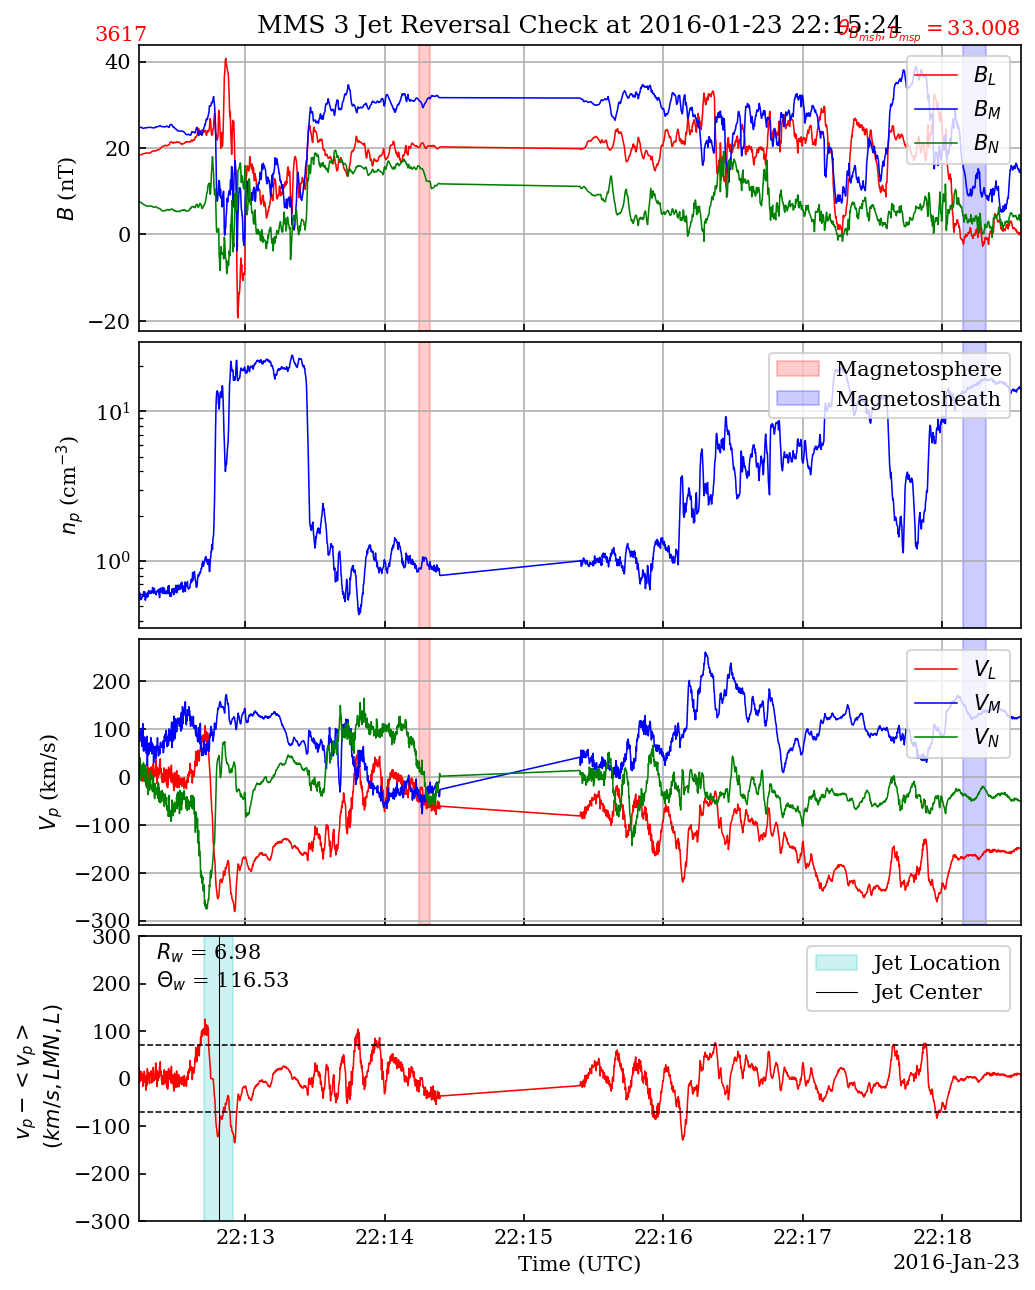 MMS 3 Jet Reversal Check at 2016-01-23 22:15:24
3617
θ_{B_{msh}, B_{msp}} = 33.008
40
20
0
−20
B (nT)
B_L
B_M
B_N
10^1
10^0
n_p (cm^{−3})
Magnetosphere
Magnetosheath
200
100
0
−100
−200
−300
V_p (km/s)
V_L
V_M
V_N
300
200
100
0
−100
−200
−300
v_p − < v_p >
(km/s, LMN, L)
R_w = 6.98
Θ_w = 116.53
Jet Location
Jet Center
22:13 22:14 22:15 22:16 22:17 22:18
Time (UTC)
2016-Jan-23